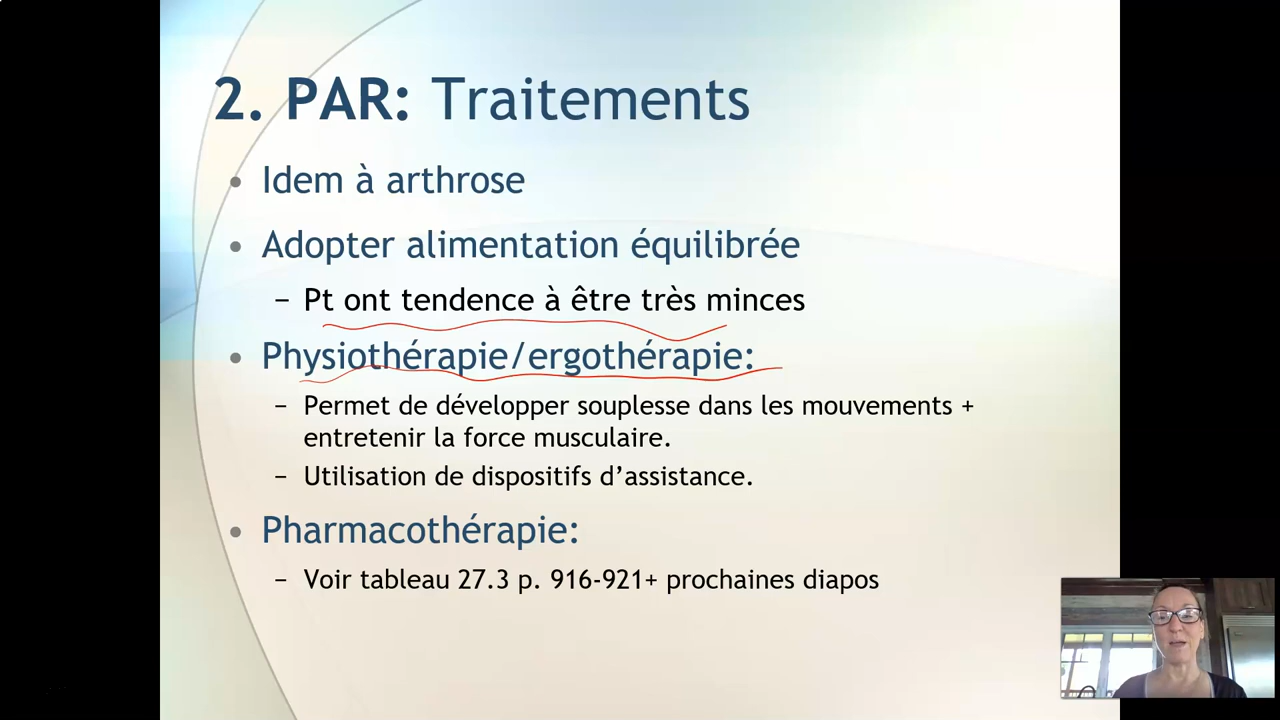 2. PAR: Traitements
• Idem à arthrose
• Adopter alimentation équilibrée
– Pt ont tendence à être très minces
• Physiothérapie/ergothérapie:
– Permet de développer souplesse dans les mouvements +
entretenir la force musculaire.
– Utilisation de dispositifs d’assistance.
• Pharmacothérapie:
– Voir tableau 27.3 p. 916-921+ prochaines diapos